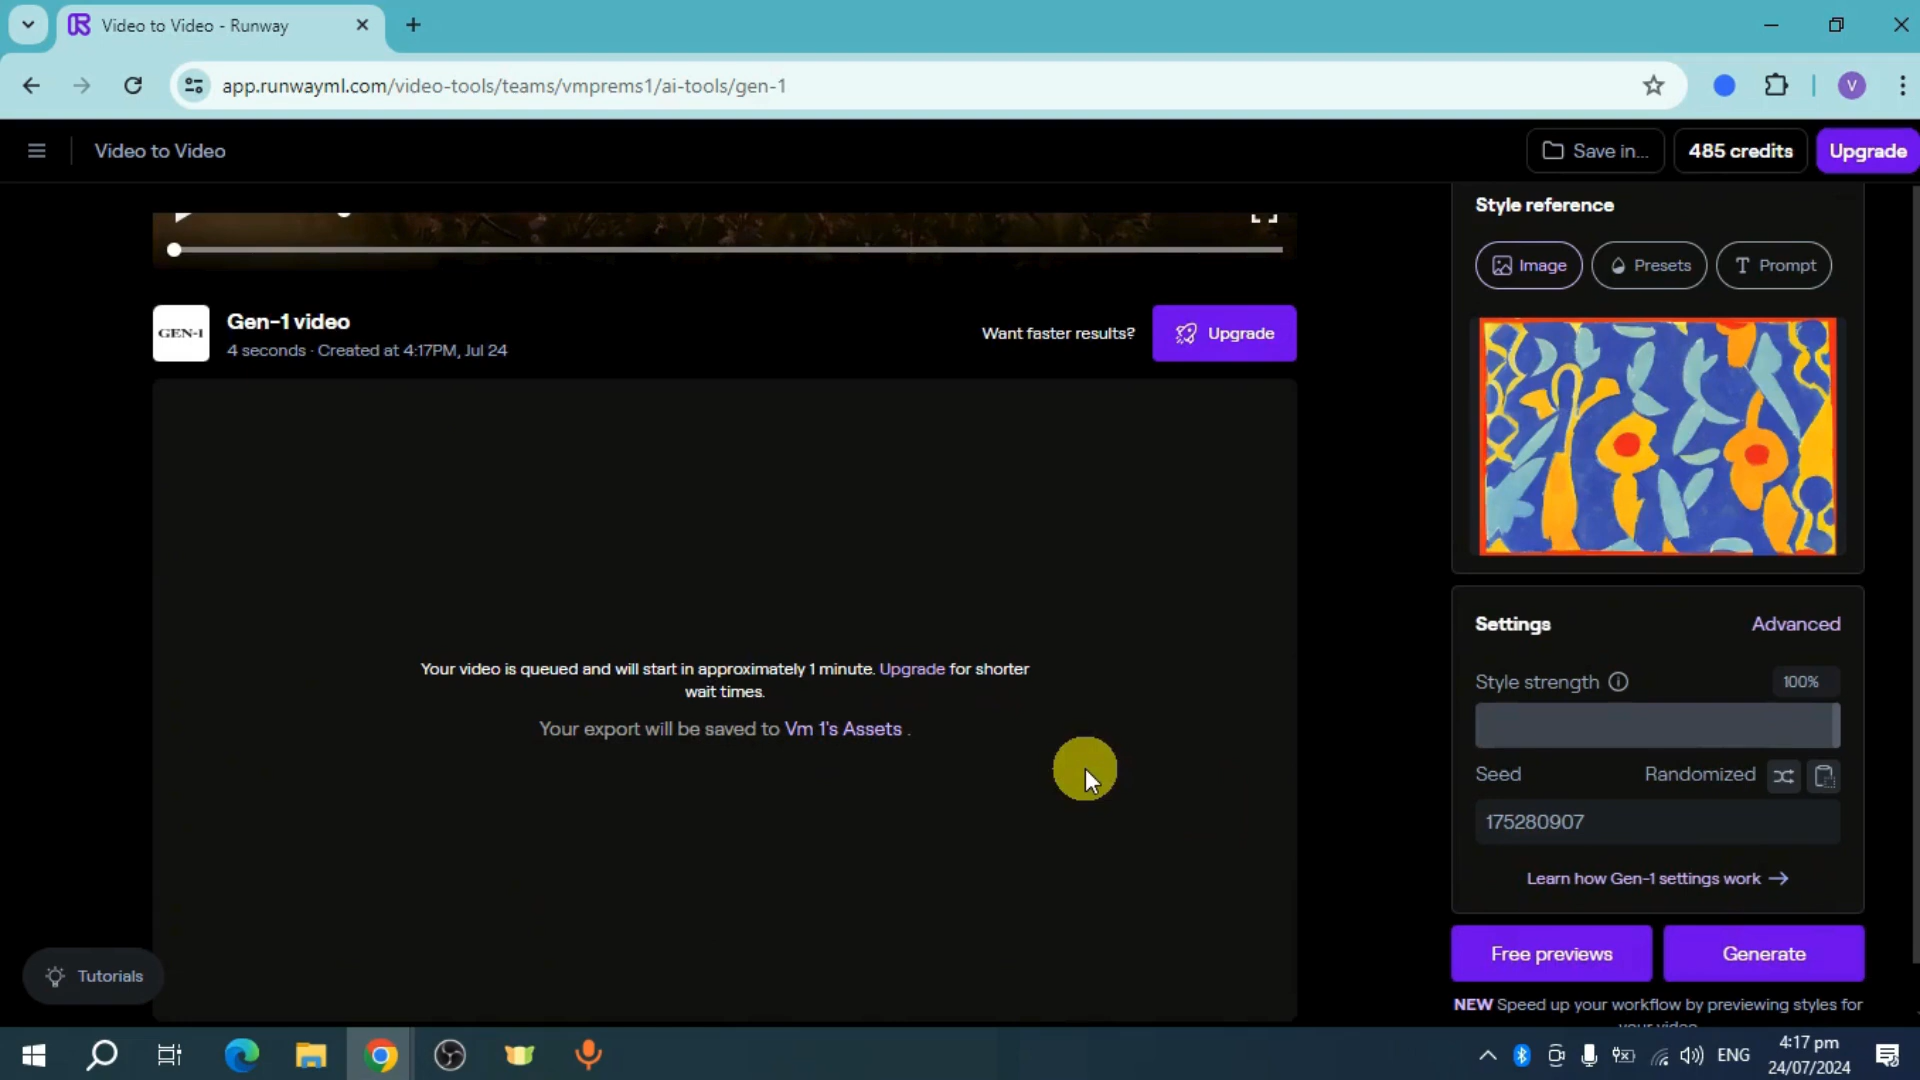 Video to Video - Runway
app.runwayml.com/video-tools/teams/vmprems1/ai-tools/gen-1
V
Video to Video
Save in...
485 credits
Upgrade
Style reference
Image
Presets
Prompt
GEN-1
Gen-1 video
4 seconds · Created at 4:17PM, Jul 24
Want faster results?
Upgrade
Your video is queued and will start in approximately 1 minute. Upgrade for shorter
wait times.
Your export will be saved to Vm 1's Assets .
Settings
Advanced
Style strength
100%
Seed
Randomized
175280907
Learn how Gen-1 settings work
Free previews
Generate
NEW Speed up your workflow by previewing styles for
your video
Tutorials
ENG
4:17 pm
24/07/2024